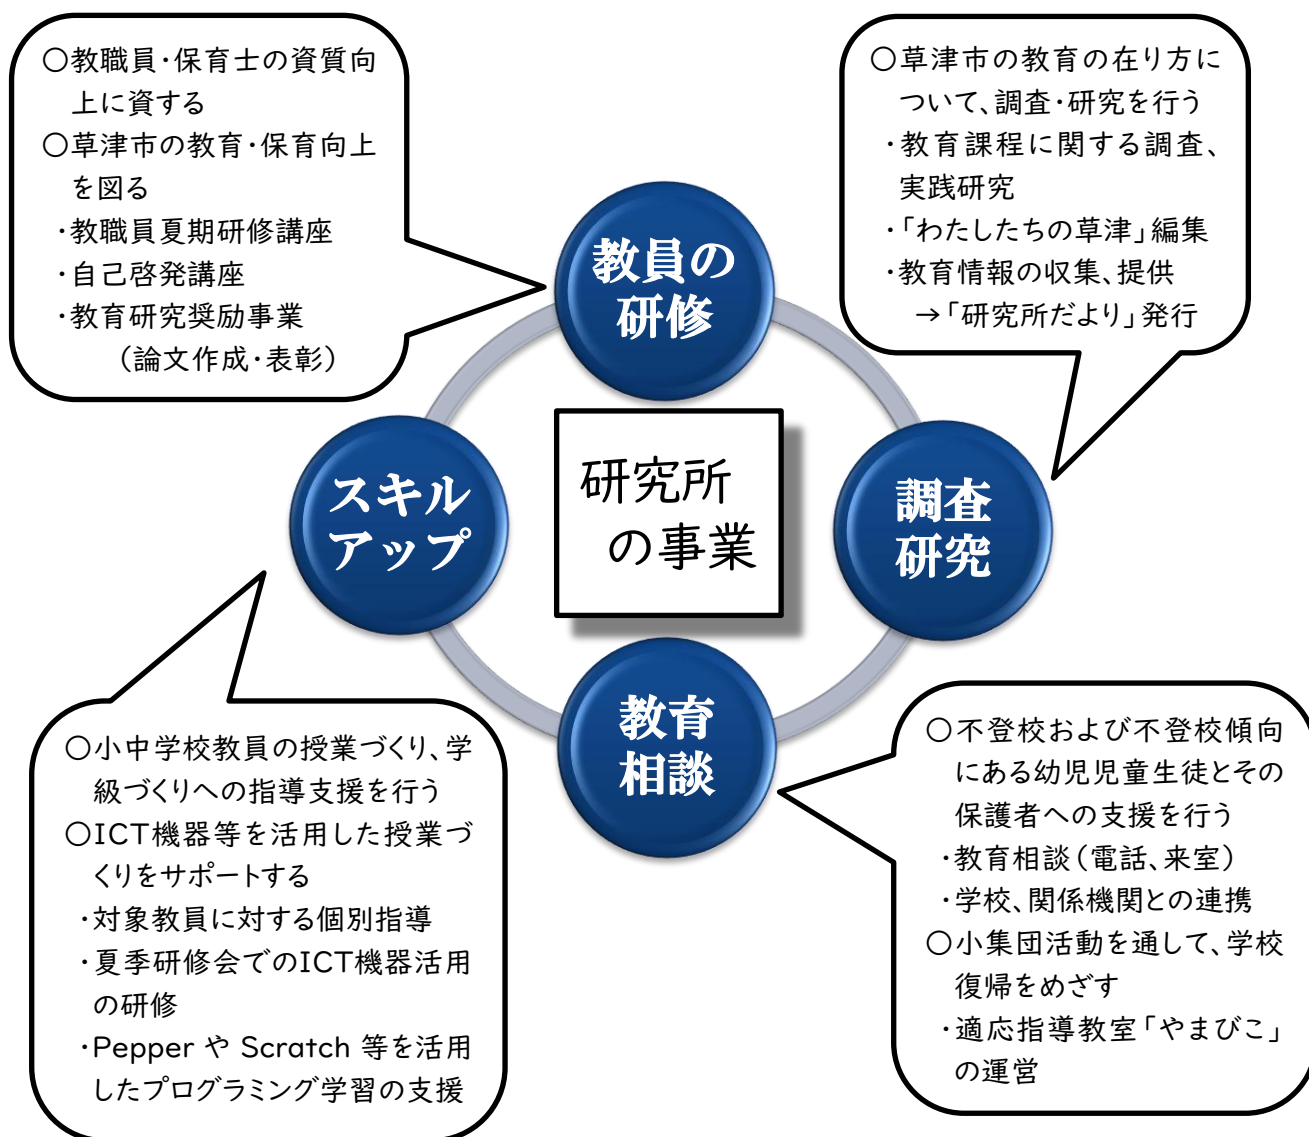 〇教職員・保育士の資質向
上に資する
〇草津市の教育・保育向上
を図る
・教職員夏期研修講座
・自己啓発講座
・教育研究奨励事業
（論文作成・表彰）
〇草津市の教育の在り方に
ついて、調査・研究を行う
・教育課程に関する調査、
実践研究
・「わたしたちの草津」編集
・教育情報の収集、提供
→「研究所だより」発行
教員の
研修
スキル
アップ
研究所
の事業
調査
研究
教育
相談
〇小中学校教員の授業づくり、学
級づくりへの指導支援を行う
〇ICT機器等を活用した授業づ
くりをサポートする
・対象教員に対する個別指導
・夏季研修会でのICT機器活用
の研修
・Pepper や Scratch 等を活用
したプログラミング学習の支援
〇不登校および不登校傾向
にある幼児児童生徒とその
保護者への支援を行う
・教育相談（電話、来室）
・学校、関係機関との連携
〇小集団活動を通して、学校
復帰をめざす
・適応指導教室「やまびこ」
の運営